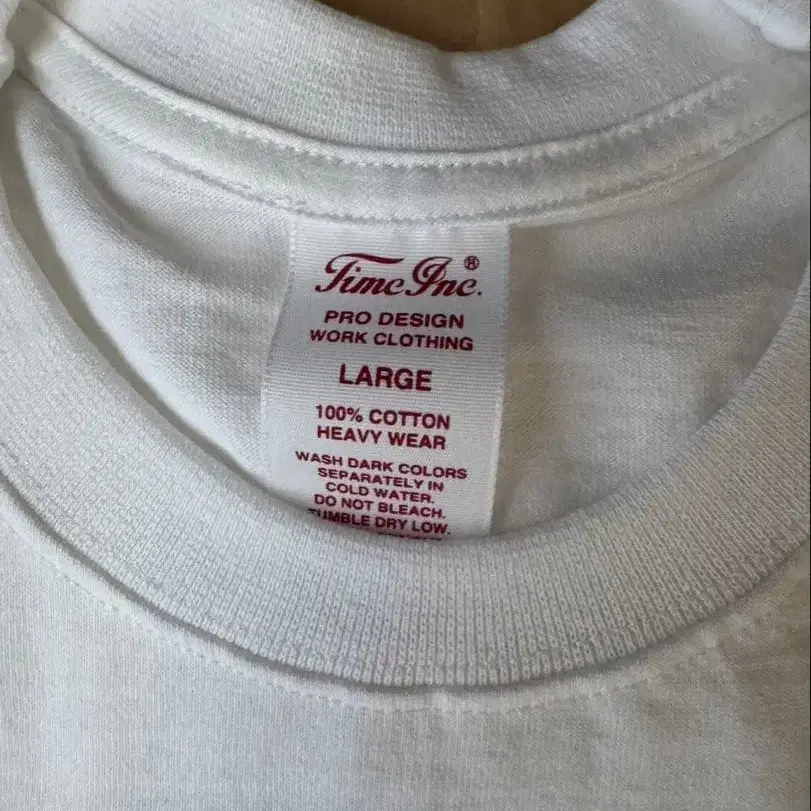 Time Inc.®
PRO DESIGN
WORK CLOTHING
LARGE
100% COTTON
HEAVY WEAR
WASH DARK COLORS
SEPARATELY IN
COLD WATER.
DO NOT BLEACH.
TUMBLE DRY LOW.